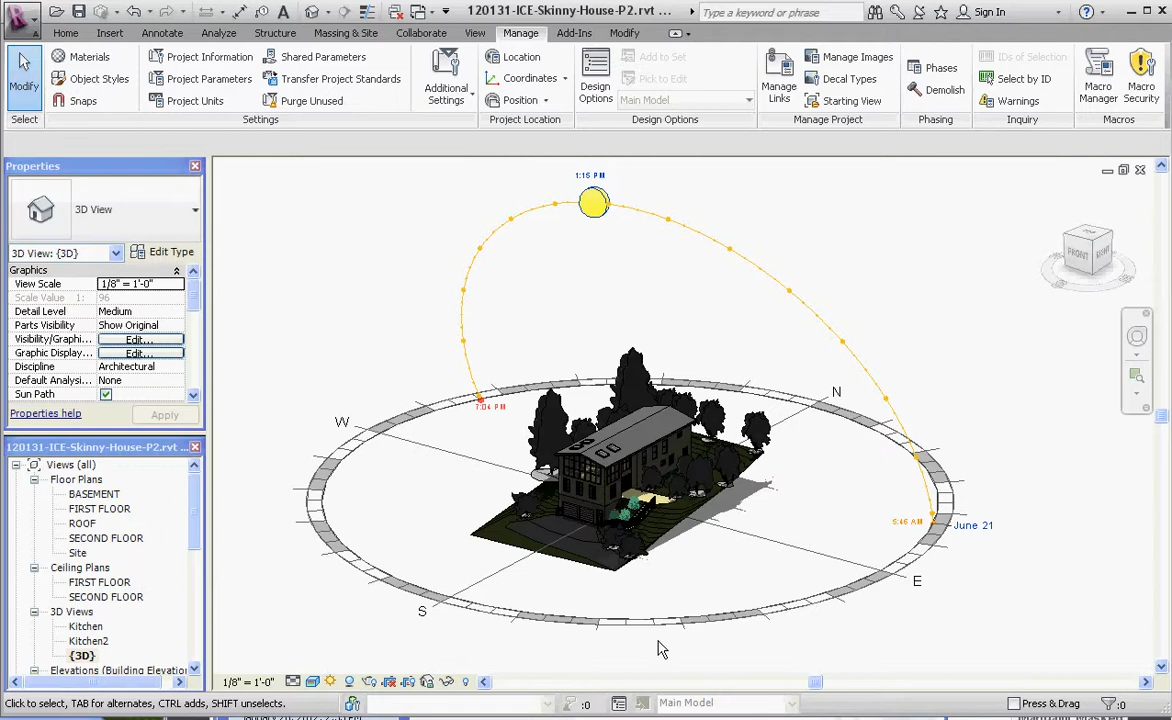 120131-ICE-Skinny-House-P2.rvt ...
Type a keyword or phrase
Sign In
Home Insert Annotate Analyze Structure Massing & Site Collaborate View Manage Add-Ins Modify
Modify
Select
Materials
Object Styles
Snaps
Project Information
Project Parameters
Project Units
Shared Parameters
Transfer Project Standards
Purge Unused
Settings
Additional
Settings
Location
Coordinates
Position
Project Location
Design
Options
Add to Set
Pick to Edit
Main Model
Design Options
Manage
Links
Manage Images
Decal Types
Starting View
Manage Project
Phases
Demolish
Phasing
IDs of Selection
Select by ID
Warnings
Inquiry
Macro
Manager
Macro
Security
Macros
Properties
3D View
3D View: {3D}
Edit Type
Graphics
View Scale 1/8" = 1'-0"
Scale Value 1: 96
Detail Level Medium
Parts Visibility Show Original
Visibility/Graphi... Edit...
Graphic Display... Edit...
Discipline Architectural
Default Analysi... None
Sun Path
Properties help
Apply
120131-ICE-Skinny-House-P2.rvt ...
Views (all)
Floor Plans
BASEMENT
FIRST FLOOR
ROOF
SECOND FLOOR
Site
Ceiling Plans
FIRST FLOOR
SECOND FLOOR
3D Views
Kitchen
Kitchen2
{3D}
Elevations (Building Elevation
1:15 PM
FRONT
RIGHT
N
W
7:04 PM
5:46 AM
June 21
E
S
1/8" = 1'-0"
Click to select, TAB for alternates, CTRL adds, SHIFT unselects.
:0
Main Model
Press & Drag
:0